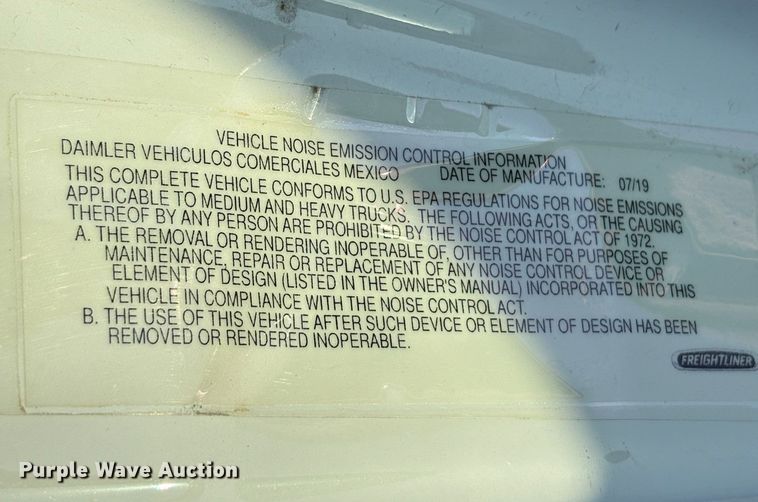 VEHICLE NOISE EMISSION CONTROL INFORMATION
DAIMLER VEHICULOS COMERCIALES MEXICO DATE OF MANUFACTURE: 07/19
THIS COMPLETE VEHICLE CONFORMS TO U.S. EPA REGULATIONS FOR NOISE EMISSIONS
APPLICABLE TO MEDIUM AND HEAVY TRUCKS. THE FOLLOWING ACTS, OR THE CAUSING
THEREOF BY ANY PERSON ARE PROHIBITED BY THE NOISE CONTROL ACT OF 1972.
A. THE REMOVAL OR RENDERING INOPERABLE OF, OTHER THAN FOR PURPOSES OF
MAINTENANCE, REPAIR OR REPLACEMENT OF ANY NOISE CONTROL DEVICE OR
ELEMENT OF DESIGN (LISTED IN THE OWNER'S MANUAL) INCORPORATED INTO THIS
VEHICLE IN COMPLIANCE WITH THE NOISE CONTROL ACT.
B. THE USE OF THIS VEHICLE AFTER SUCH DEVICE OR ELEMENT OF DESIGN HAS BEEN
REMOVED OR RENDERED INOPERABLE.
FREIGHTLINER
Purple Wave Auction